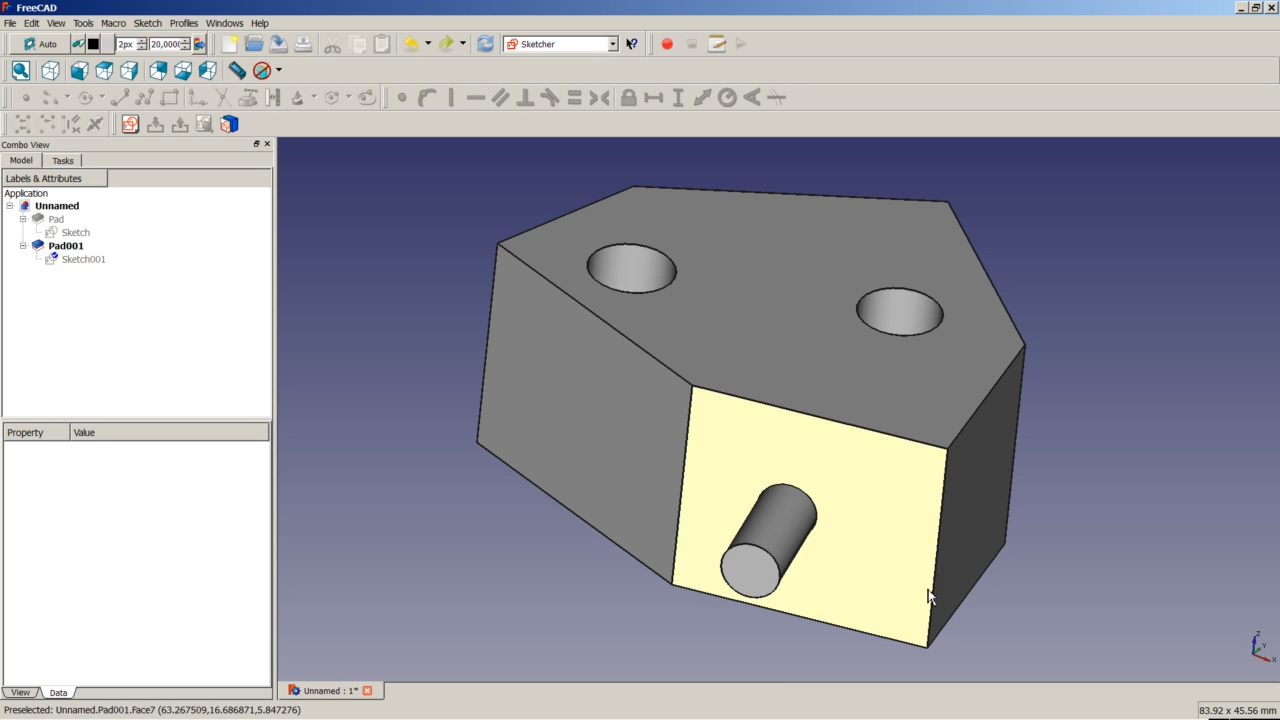 FreeCAD
File Edit View Tools Macro Sketch Profiles Windows Help
Auto 2px 20,000 Sketcher
Combo View
Model Tasks
Labels & Attributes
Application
Unnamed
Pad
Sketch
Pad001
Sketch001
Property Value
View Data
Unnamed : 1*
Z
Y
X
Preselected: Unnamed.Pad001.Face7 (63.267509,16.686871,5.847276) 83.92 x 45.56 mm